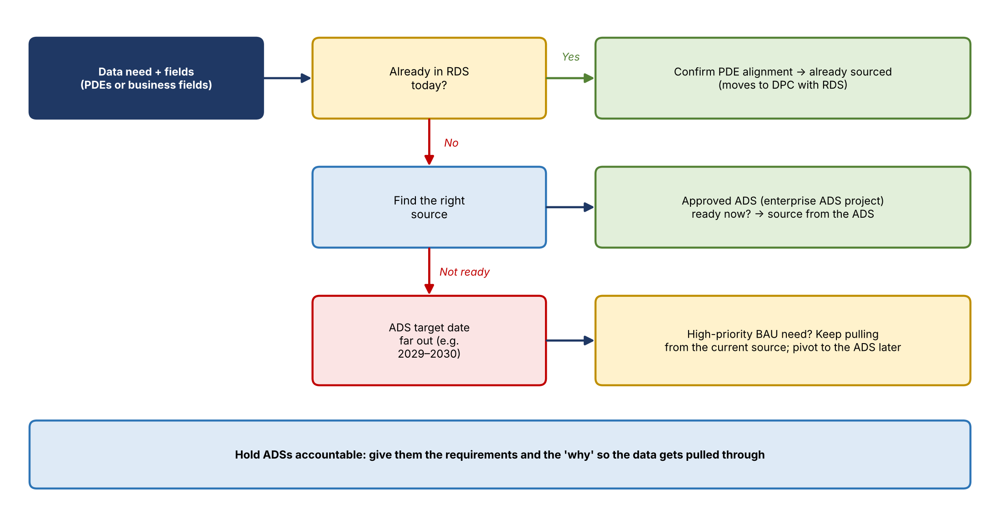 Data need + fields
(PDEs or business fields)
Already in RDS
today?
Yes
Confirm PDE alignment → already sourced
(moves to DPC with RDS)
No
Find the right
source
Approved ADS (enterprise ADS project)
ready now? → source from the ADS
Not ready
ADS target date
far out (e.g.
2029–2030)
High-priority BAU need? Keep pulling
from the current source; pivot to the ADS later
Hold ADSs accountable: give them the requirements and the 'why' so the data gets pulled through